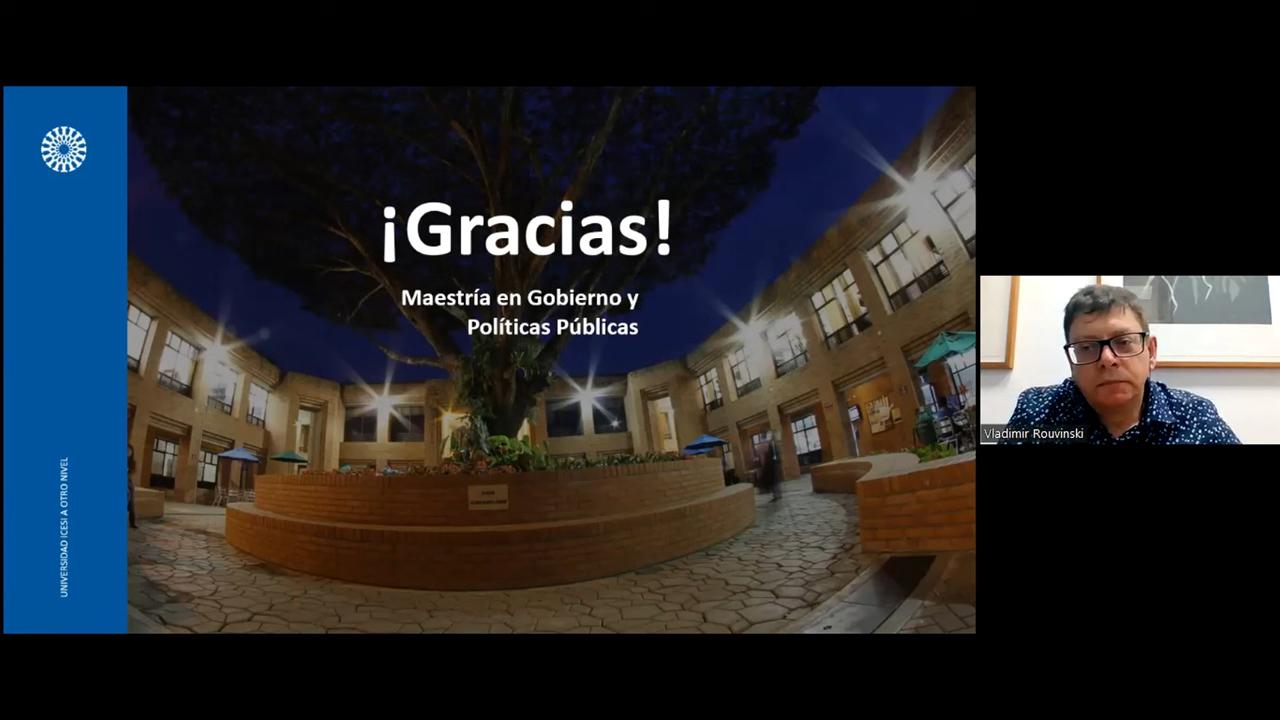 ¡Gracias!
Maestría en Gobierno y
Políticas Públicas
UNIVERSIDAD ICESI A OTRO NIVEL
Vladimir Rouvinski